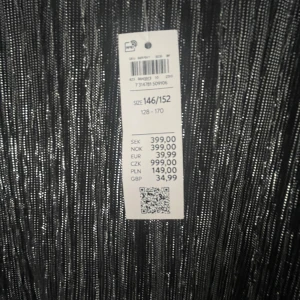 SIZE 146/152
128 - 170
SEK 399,00
NOK 399,00
EUR 39,99
CZK 999,00
PLN 149,00
GBP 34,99